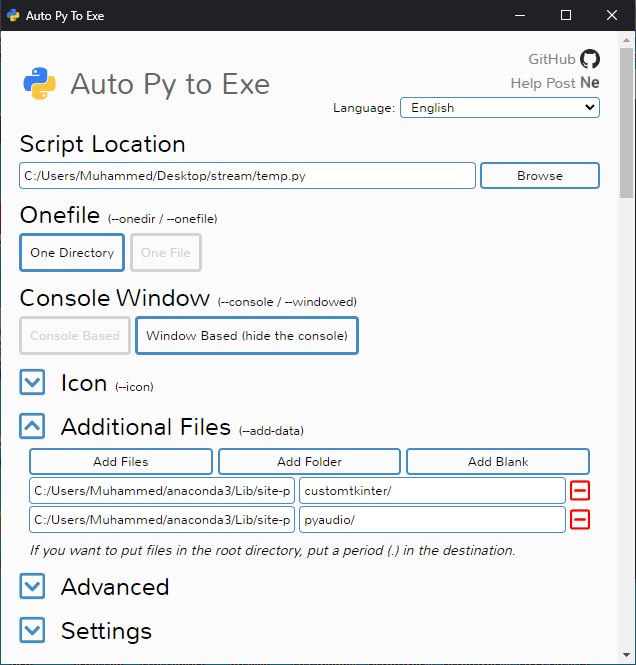 Auto Py To Exe
GitHub
Auto Py to Exe
Help Post Ne
Language: English
Script Location
C:/Users/Muhammed/Desktop/stream/temp.py Browse
Onefile (--onedir / --onefile)
One Directory One File
Console Window (--console / --windowed)
Console Based Window Based (hide the console)
Icon (--icon)
Additional Files (--add-data)
Add Files Add Folder Add Blank
C:/Users/Muhammed/anaconda3/Lib/site-p customtkinter/
C:/Users/Muhammed/anaconda3/Lib/site-p pyaudio/
If you want to put files in the root directory, put a period (.) in the destination.
Advanced
Settings